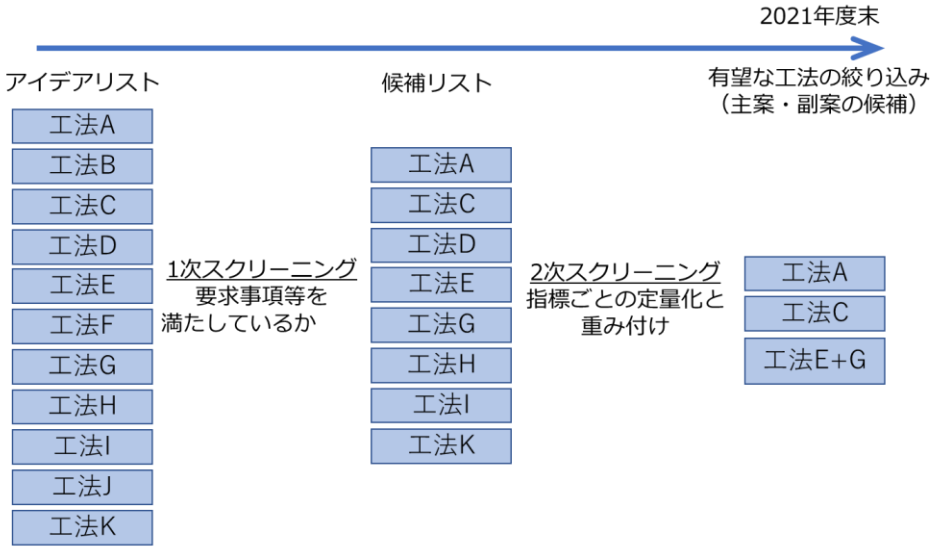 2021年度末
アイデアリスト
工法A
工法B
工法C
工法D
工法E
工法F
工法G
工法H
工法I
工法J
工法K
1次スクリーニング
要求事項等を
満たしているか
候補リスト
工法A
工法C
工法D
工法E
工法G
工法H
工法I
工法K
2次スクリーニング
指標ごとの定量化と
重み付け
有望な工法の絞り込み
（主案・副案の候補）
工法A
工法C
工法E+G